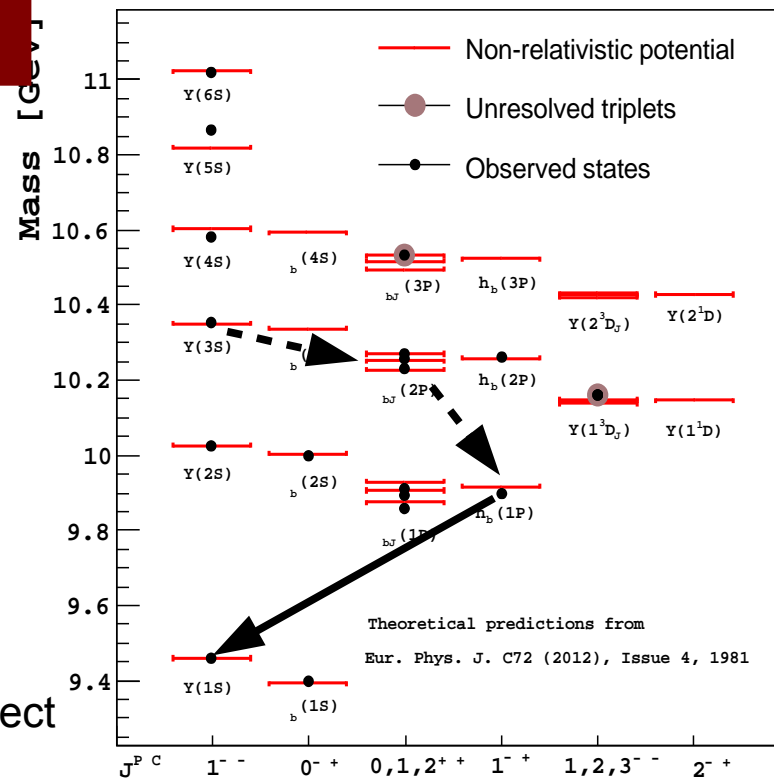 Mass [GeV]
Non-relativistic potential
Unresolved triplets
Observed states
11
10.8
10.6
10.4
10.2
10
9.8
9.6
9.4
Y(6S)
Y(5S)
Y(4S)
b(4S)
bJ(3P)
hb(3P)
Y(2³DJ)
Y(2¹D)
Y(3S)
b(
bJ(2P)
hb(2P)
Y(1³DJ)
Y(1¹D)
Y(2S)
b(2S)
bJ(1P)
hb(1P)
Theoretical predictions from
Eur. Phys. J. C72 (2012), Issue 4, 1981
Y(1S)
b(1S)
ect
J^P C 1^- - 0^- + 0,1,2^+ + 1^- + 1,2,3^- - 2^- +